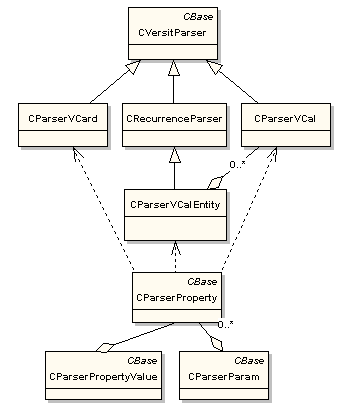 CBase
CVersitParser
CParserVCard
CRecurrenceParser
CParserVCal
0..*
CParserVCalEntity
CBase
CParserProperty
0..*
CBase
CParserPropertyValue
CBase
CParserParam